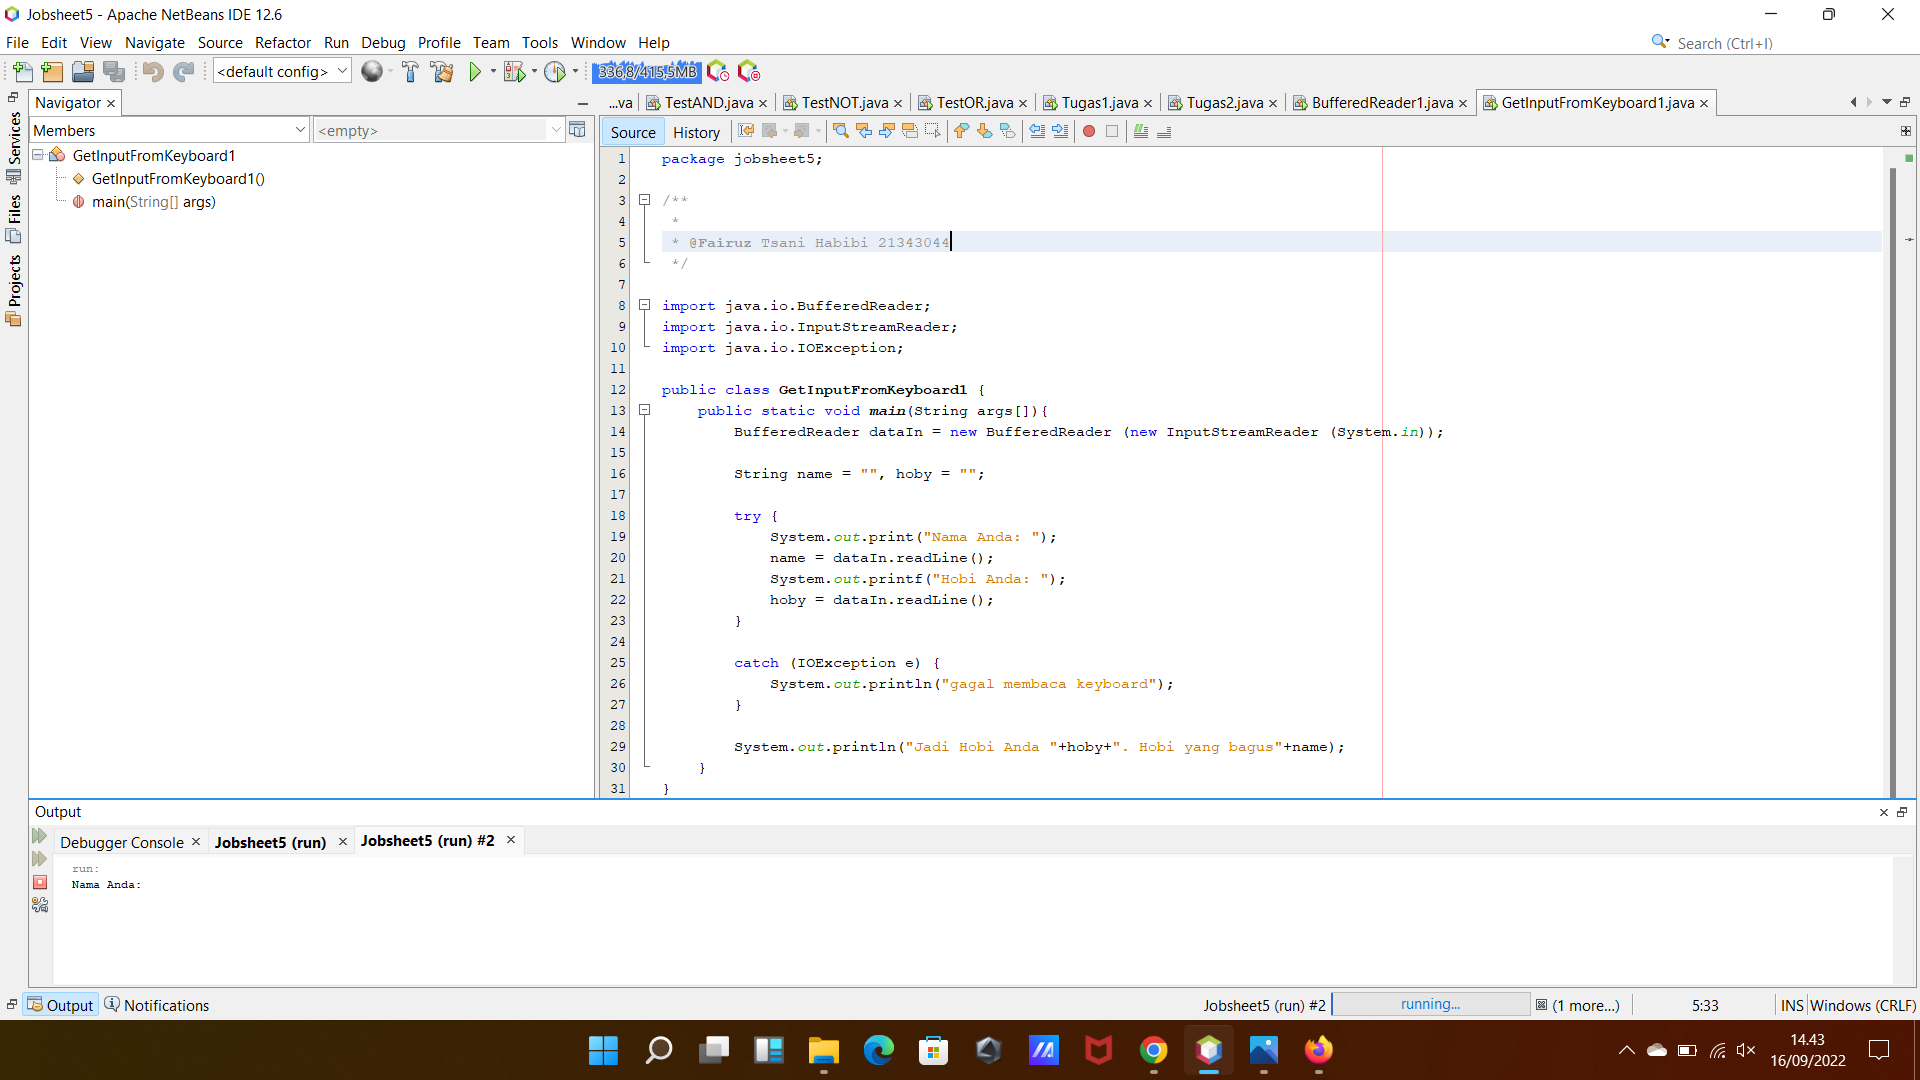 Jobsheet5 - Apache NetBeans IDE 12.6
File Edit View Navigate Source Refactor Run Debug Profile Team Tools Window Help
Search (Ctrl+I)
<default config>
336,8/415,5MB
Services
Files
Projects
Navigator
Members
<empty>
GetInputFromKeyboard1
GetInputFromKeyboard1()
main(String[] args)
...va TestAND.java TestNOT.java TestOR.java Tugas1.java Tugas2.java BufferedReader1.java GetInputFromKeyboard1.java
Source History
1 package jobsheet5;
2
3 /**
4 *
5 * @Fairuz Tsani Habibi 21343044
6 */
7
8 import java.io.BufferedReader;
9 import java.io.InputStreamReader;
10 import java.io.IOException;
11
12 public class GetInputFromKeyboard1 {
13 public static void main(String args[]){
14 BufferedReader dataIn = new BufferedReader (new InputStreamReader (System.in));
15
16 String name = "", hoby = "";
17
18 try {
19 System.out.print("Nama Anda: ");
20 name = dataIn.readLine();
21 System.out.printf("Hobi Anda: ");
22 hoby = dataIn.readLine();
23 }
24
25 catch (IOException e) {
26 System.out.println("gagal membaca keyboard");
27 }
28
29 System.out.println("Jadi Hobi Anda "+hoby+". Hobi yang bagus"+name);
30 }
31 }
Output
Debugger Console Jobsheet5 (run) Jobsheet5 (run) #2
run:
Nama Anda:
Output Notifications
Jobsheet5 (run) #2 running... (1 more...) 5:33 INS Windows (CRLF)
14.43
16/09/2022